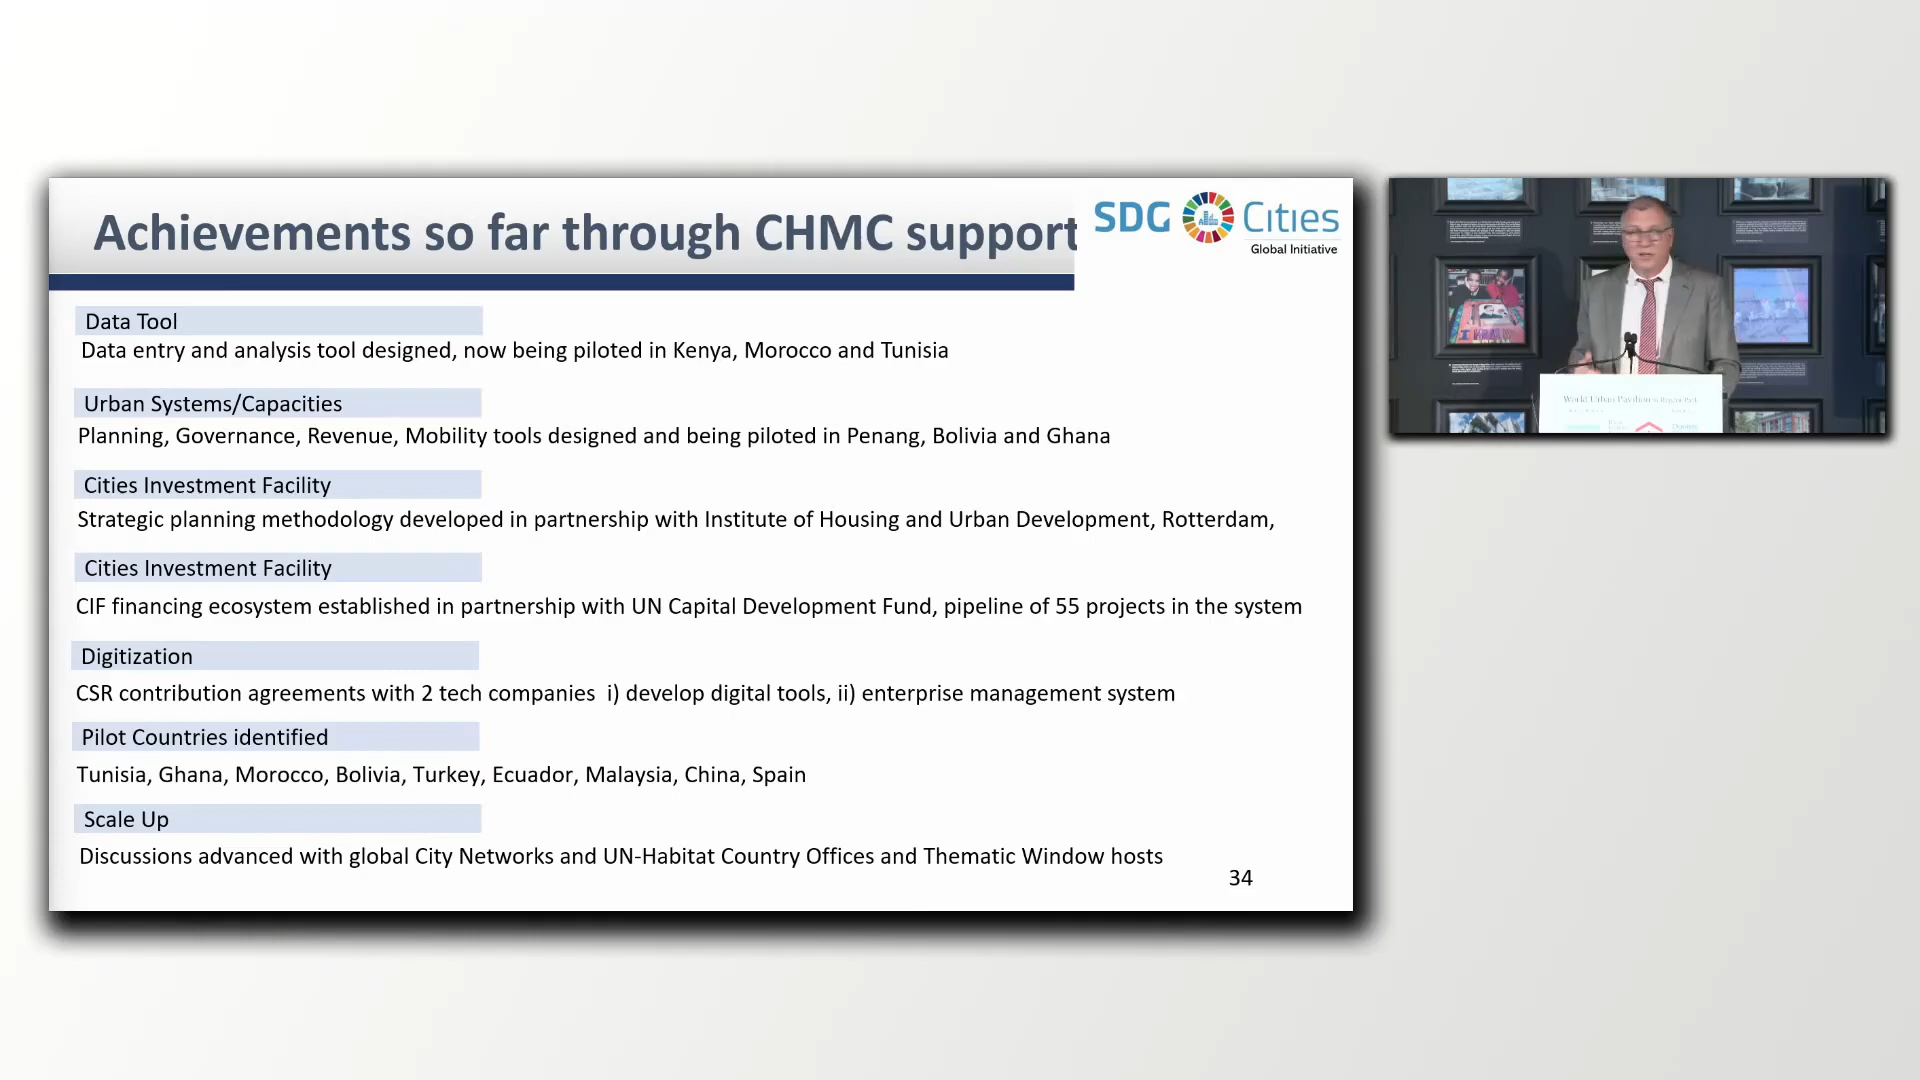 Achievements so far through CHMC support
SDG Cities
Global Initiative
Data Tool
Data entry and analysis tool designed, now being piloted in Kenya, Morocco and Tunisia
Urban Systems/Capacities
Planning, Governance, Revenue, Mobility tools designed and being piloted in Penang, Bolivia and Ghana
Cities Investment Facility
Strategic planning methodology developed in partnership with Institute of Housing and Urban Development, Rotterdam,
Cities Investment Facility
CIF financing ecosystem established in partnership with UN Capital Development Fund, pipeline of 55 projects in the system
Digitization
CSR contribution agreements with 2 tech companies  i) develop digital tools, ii) enterprise management system
Pilot Countries identified
Tunisia, Ghana, Morocco, Bolivia, Turkey, Ecuador, Malaysia, China, Spain
Scale Up
Discussions advanced with global City Networks and UN-Habitat Country Offices and Thematic Window hosts
34
World Urban Pavilion in Regent Park